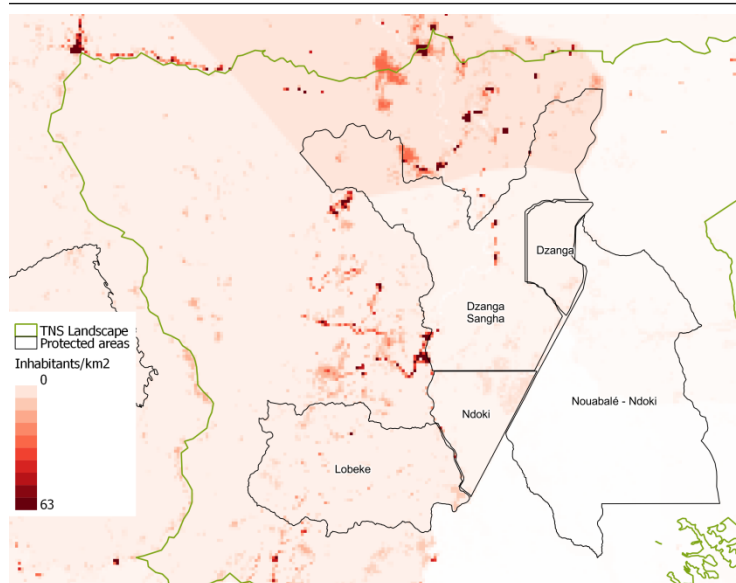 Dzanga
Dzanga
Sangha
TNS Landscape
Protected areas
Inhabitants/km2
0
63
Ndoki
Nouabalé - Ndoki
Lobeke